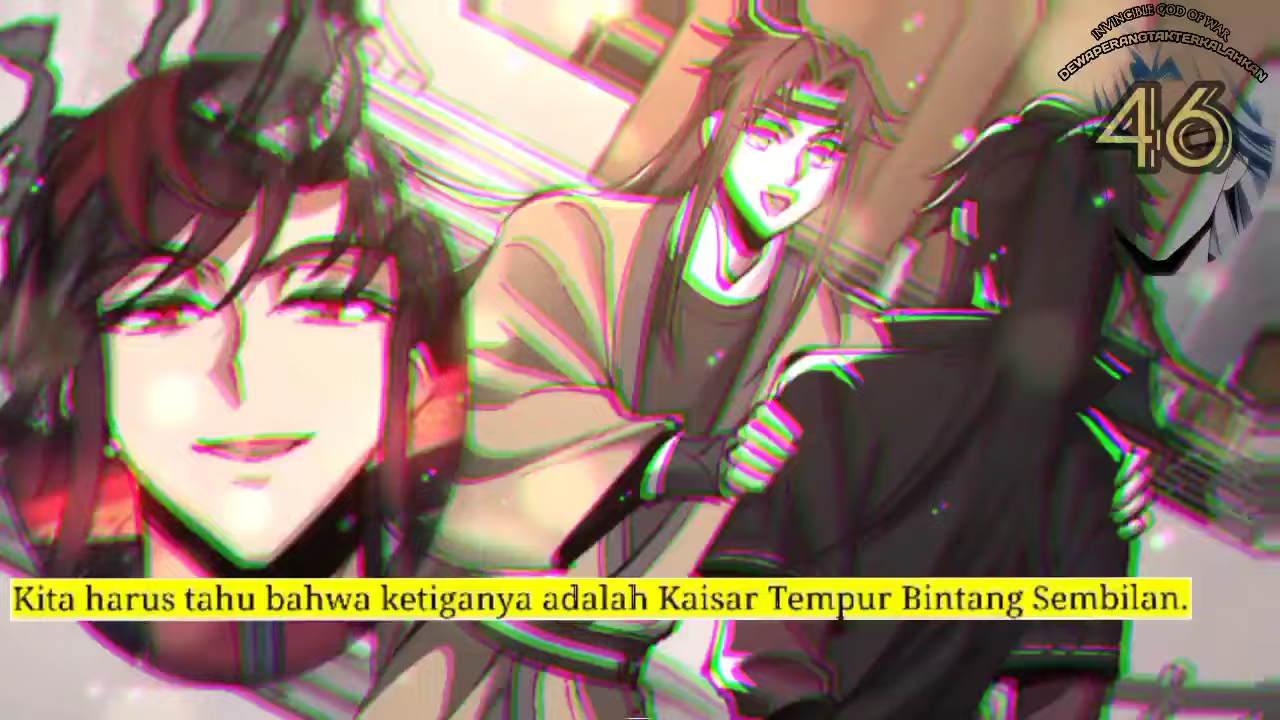 INVINCIBLE GOD OF WAR
DEWAPERANGTAKTERKALAHKAN
46
Kita harus tahu bahwa ketiganya adalah Kaisar Tempur Bintang Sembilan.